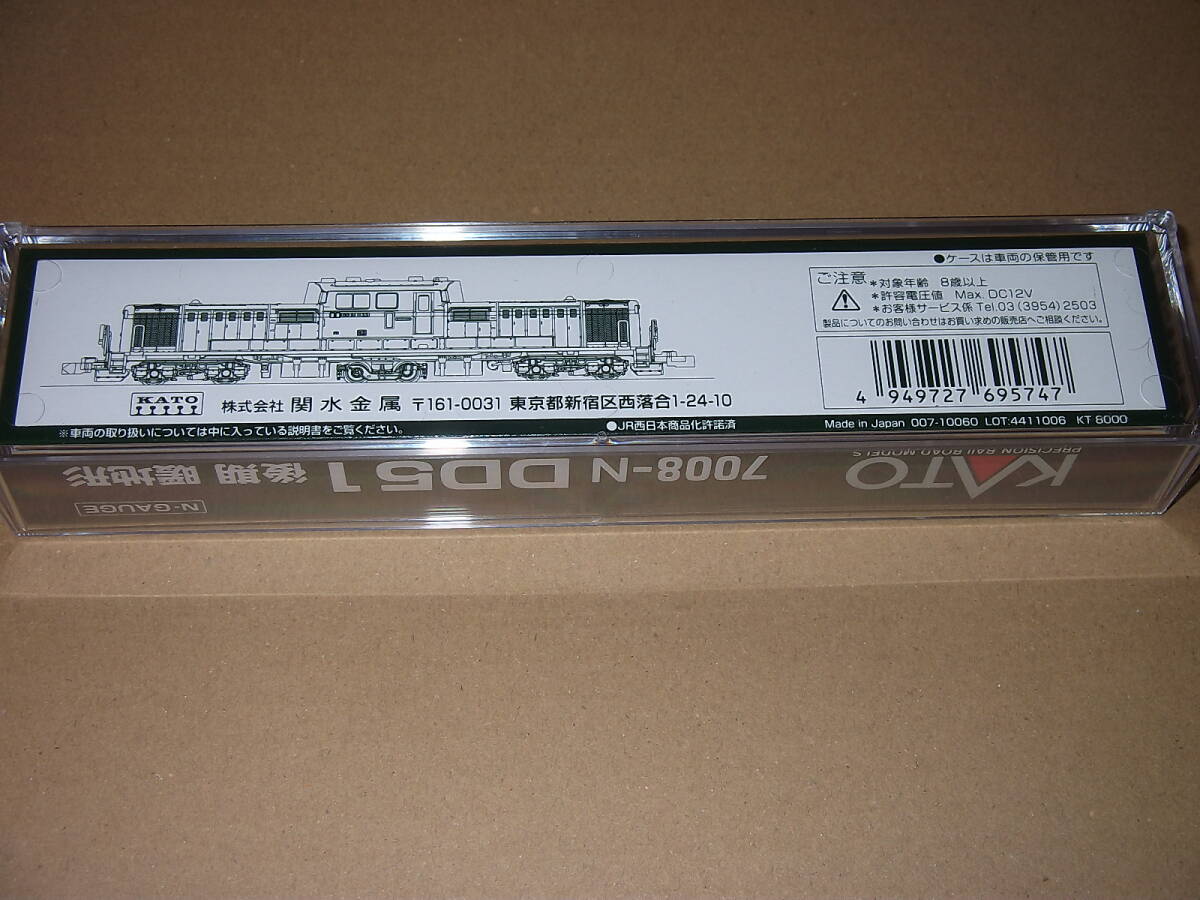 ●ケースは車両の保管用です
ご注意 *対象年齢 8歳以上
*許容電圧値 Max. DC12V
*お客様サービス係 Tel.03(3954)2503
製品についてのお問い合わせはお買い求めの販売店へご相談ください。
4 949727 695747
KATO 株式会社 関水金属 〒161-0031 東京都新宿区西落合1-24-10
※車両の取り扱いについては中に入っている説明書をご覧ください。
●JR西日本商品化許諾済
Made in Japan 007-10060 LOT:4411006 KT 8000
KATO
PRECISION RAILROAD MODELS
7008-N DD51 後期 暖地形
N-GAUGE